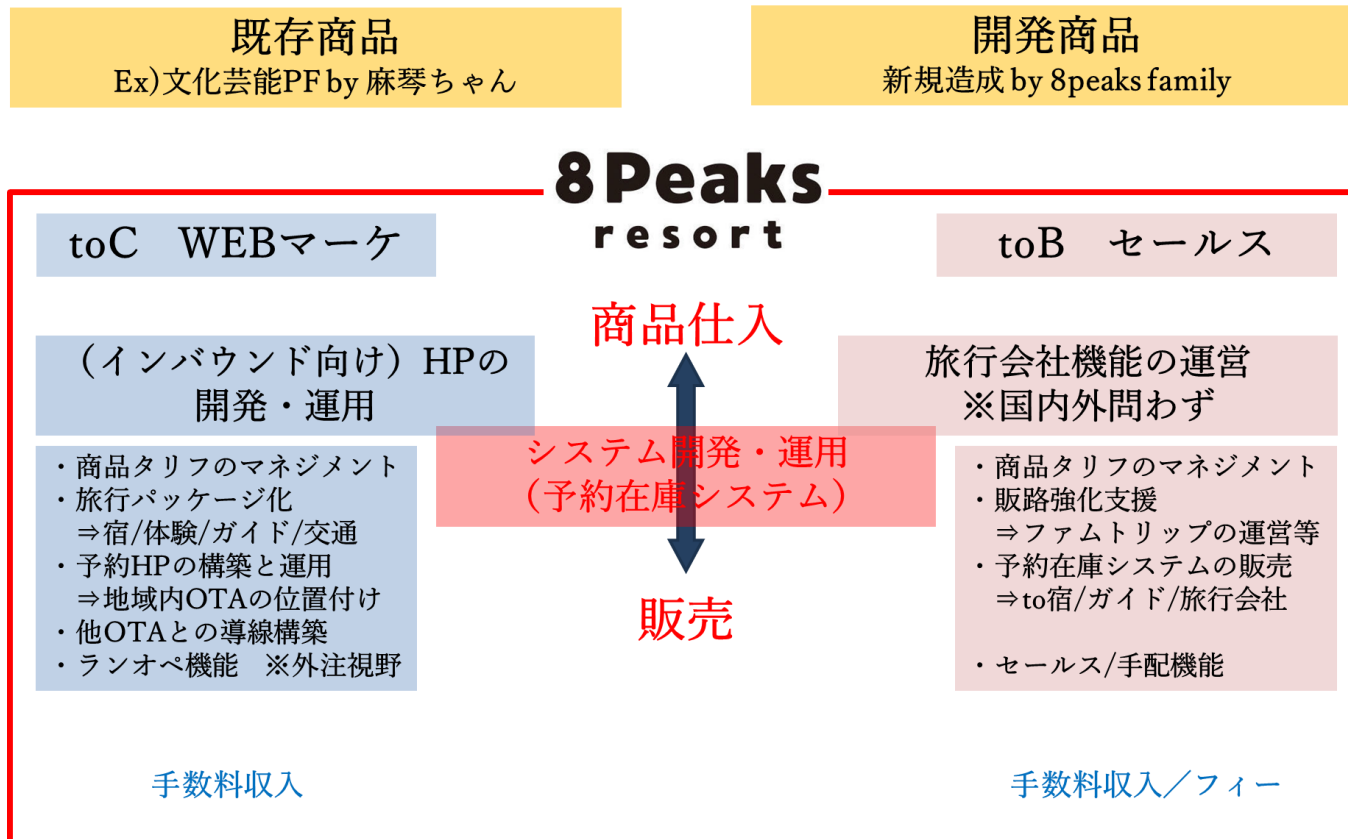 既存商品
Ex)文化芸能PF by 麻琴ちゃん
開発商品
新規造成 by 8peaks family
8Peaks
resort
toC　WEBマーケ
toB　セールス
商品仕入
（インバウンド向け）HPの
開発・運用
旅行会社機能の運営
※国内外問わず
システム開発・運用
（予約在庫システム）
・商品タリフのマネジメント
・旅行パッケージ化
⇒宿/体験/ガイド/交通
・予約HPの構築と運用
⇒地域内OTAの位置付け
・他OTAとの導線構築
・ランオペ機能　※外注視野
・商品タリフのマネジメント
・販路強化支援
⇒ファムトリップの運営等
・予約在庫システムの販売
⇒to宿/ガイド/旅行会社
・セールス/手配機能
販売
手数料収入
手数料収入／フィー